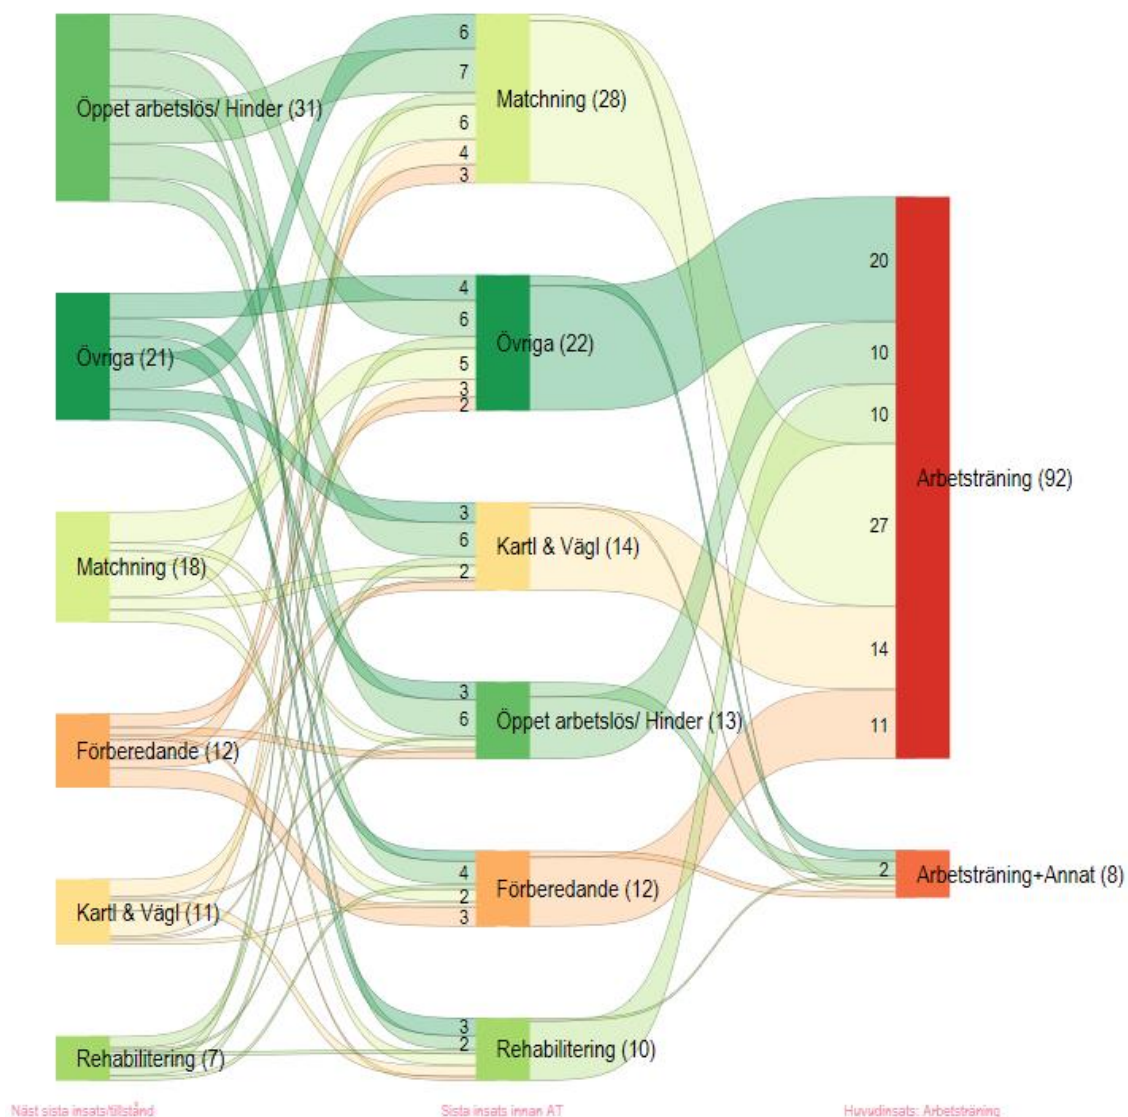 Öppet arbetslös/ Hinder (31)
Övriga (21)
Matchning (18)
Förberedande (12)
Kartl & Vägl (11)
Rehabilitering (7)
6
7
6
4
3
Matchning (28)
4
6
5
3
2
Övriga (22)
3
6
2
Kartl & Vägl (14)
3
6
Öppet arbetslös/ Hinder (13)
4
2
3
Förberedande (12)
3
2
Rehabilitering (10)
20
10
10
27
14
11
Arbetsträning (92)
2
Arbetsträning+Annat (8)
Näst sista insats/tillstånd
Sista insats innan AT
Huvudinsats: Arbetsträning